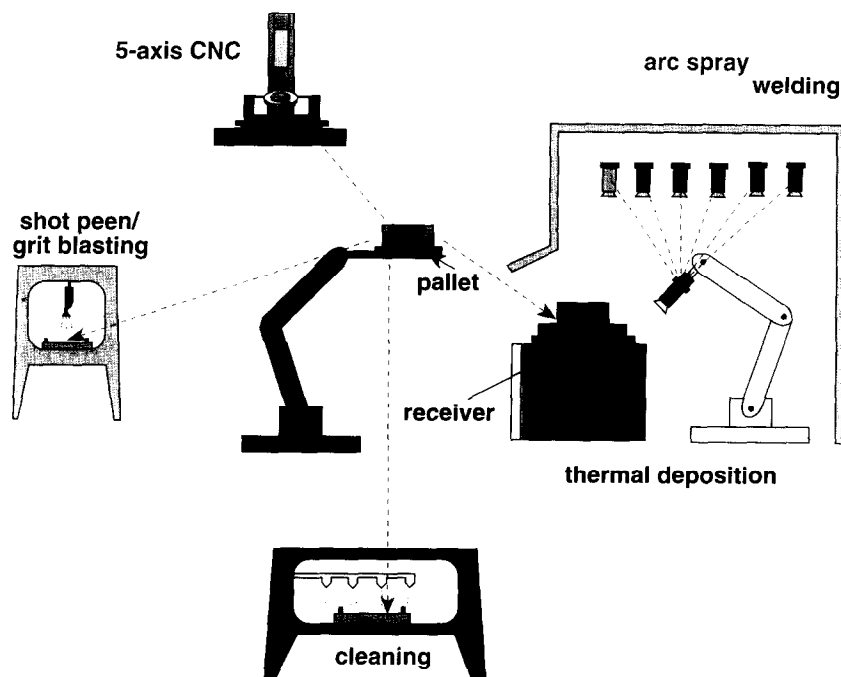 5-axis CNC
arc spray
welding
shot peen/
grit blasting
pallet
receiver
thermal deposition
cleaning